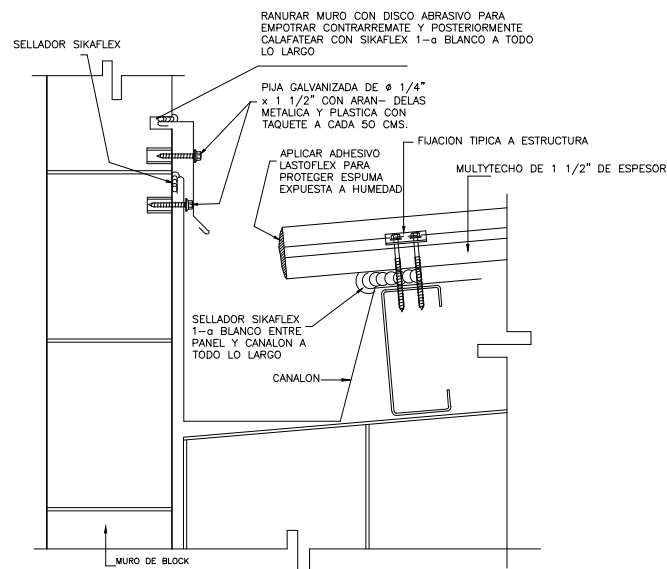 RANURAR MURO CON DISCO ABRASIVO PARA
EMPOTRAR CONTRARREMATE Y POSTERIORMENTE
CALAFATEAR CON SIKAFLEX 1-a BLANCO A TODO
LO LARGO
SELLADOR SIKAFLEX
PIJA GALVANIZADA DE ø 1/4"
x 1 1/2" CON ARAN- DELAS
METALICA Y PLASTICA CON
TAQUETE A CADA 50 CMS.
FIJACION TIPICA A ESTRUCTURA
APLICAR ADHESIVO
LASTOFLEX PARA
PROTEGER ESPUMA
EXPUESTA A HUMEDAD
MULTYTECHO DE 1 1/2" DE ESPESOR
SELLADOR SIKAFLEX
1-a BLANCO ENTRE
PANEL Y CANALON A
TODO LO LARGO
CANALON
MURO DE BLOCK